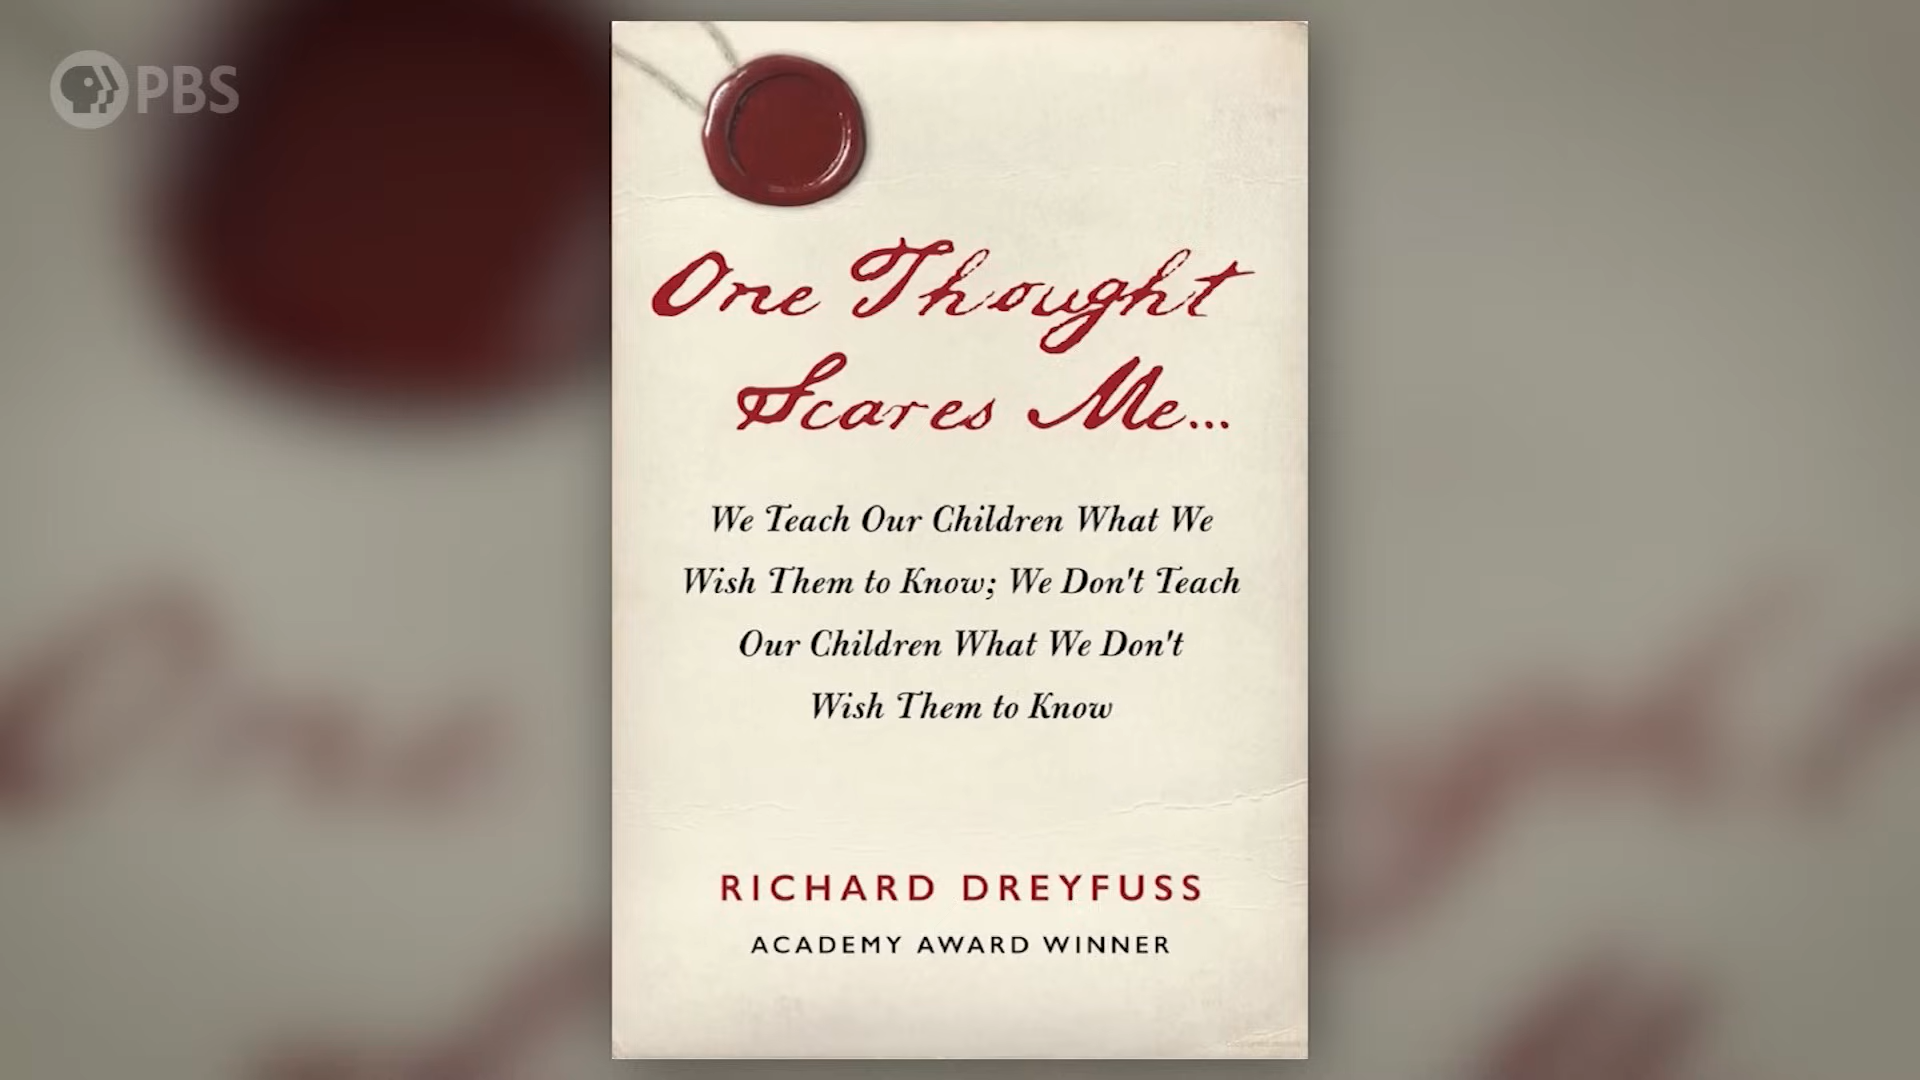 PBS
One Thought
Scares Me...
We Teach Our Children What We
Wish Them to Know; We Don't Teach
Our Children What We Don't
Wish Them to Know
RICHARD DREYFUSS
ACADEMY AWARD WINNER